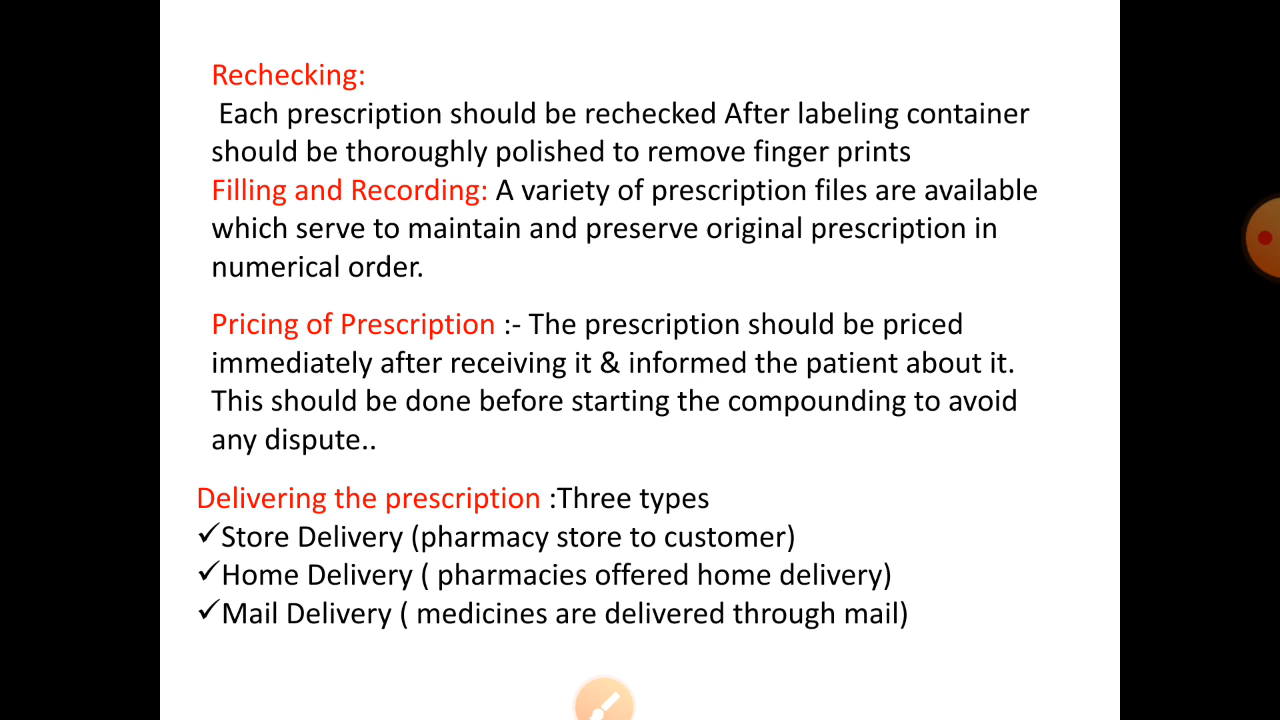 Rechecking:
Each prescription should be rechecked After labeling container
should be thoroughly polished to remove finger prints
Filling and Recording: A variety of prescription files are available
which serve to maintain and preserve original prescription in
numerical order.
Pricing of Prescription :- The prescription should be priced
immediately after receiving it & informed the patient about it.
This should be done before starting the compounding to avoid
any dispute..
Delivering the prescription :Three types
✓Store Delivery (pharmacy store to customer)
✓Home Delivery ( pharmacies offered home delivery)
✓Mail Delivery ( medicines are delivered through mail)